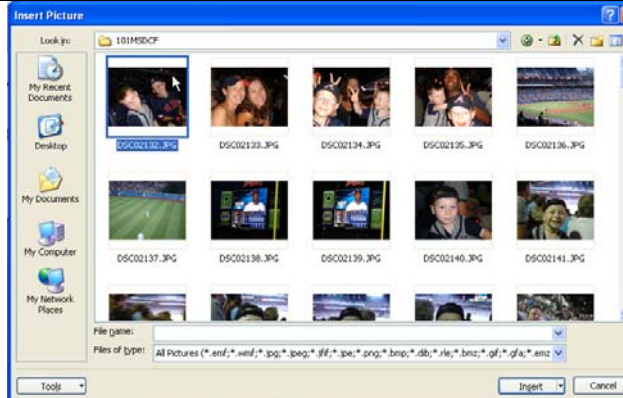 Insert Picture
Look in:
101MSDCF
My Recent
Documents
Desktop
My Documents
My Computer
My Network
Places
DSC02132.JPG
DSC02133.JPG
DSC02134.JPG
DSC02135.JPG
DSC02136.JPG
DSC02137.JPG
DSC02138.JPG
DSC02139.JPG
DSC02140.JPG
DSC02141.JPG
File name:
Files of type:
All Pictures (*.emf;*.wmf;*.jpg;*.jpeg;*.jfif;*.jpe;*.png;*.bmp;*.dib;*.rle;*.bmz;*.gif;*.gfa;*.emz
Tools
Insert
Cancel